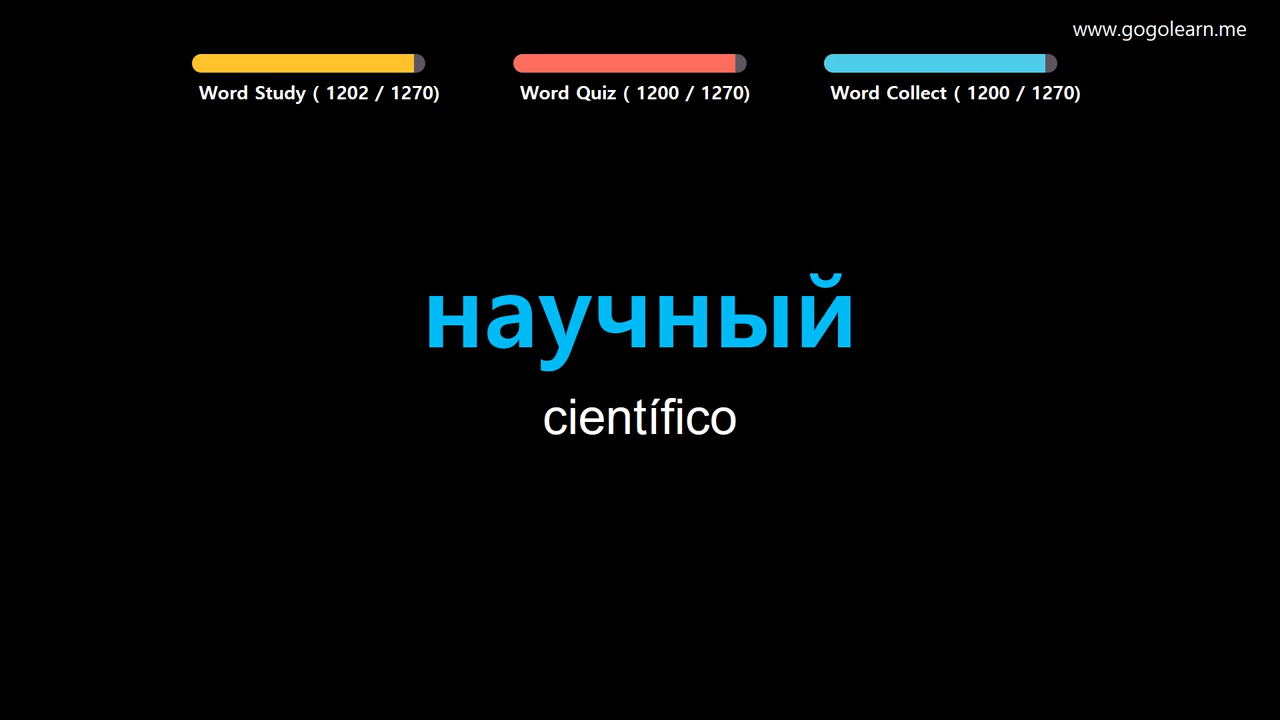 www.gogolearn.me
Word Study ( 1202 / 1270)
Word Quiz ( 1200 / 1270)
Word Collect ( 1200 / 1270)
научный
científico